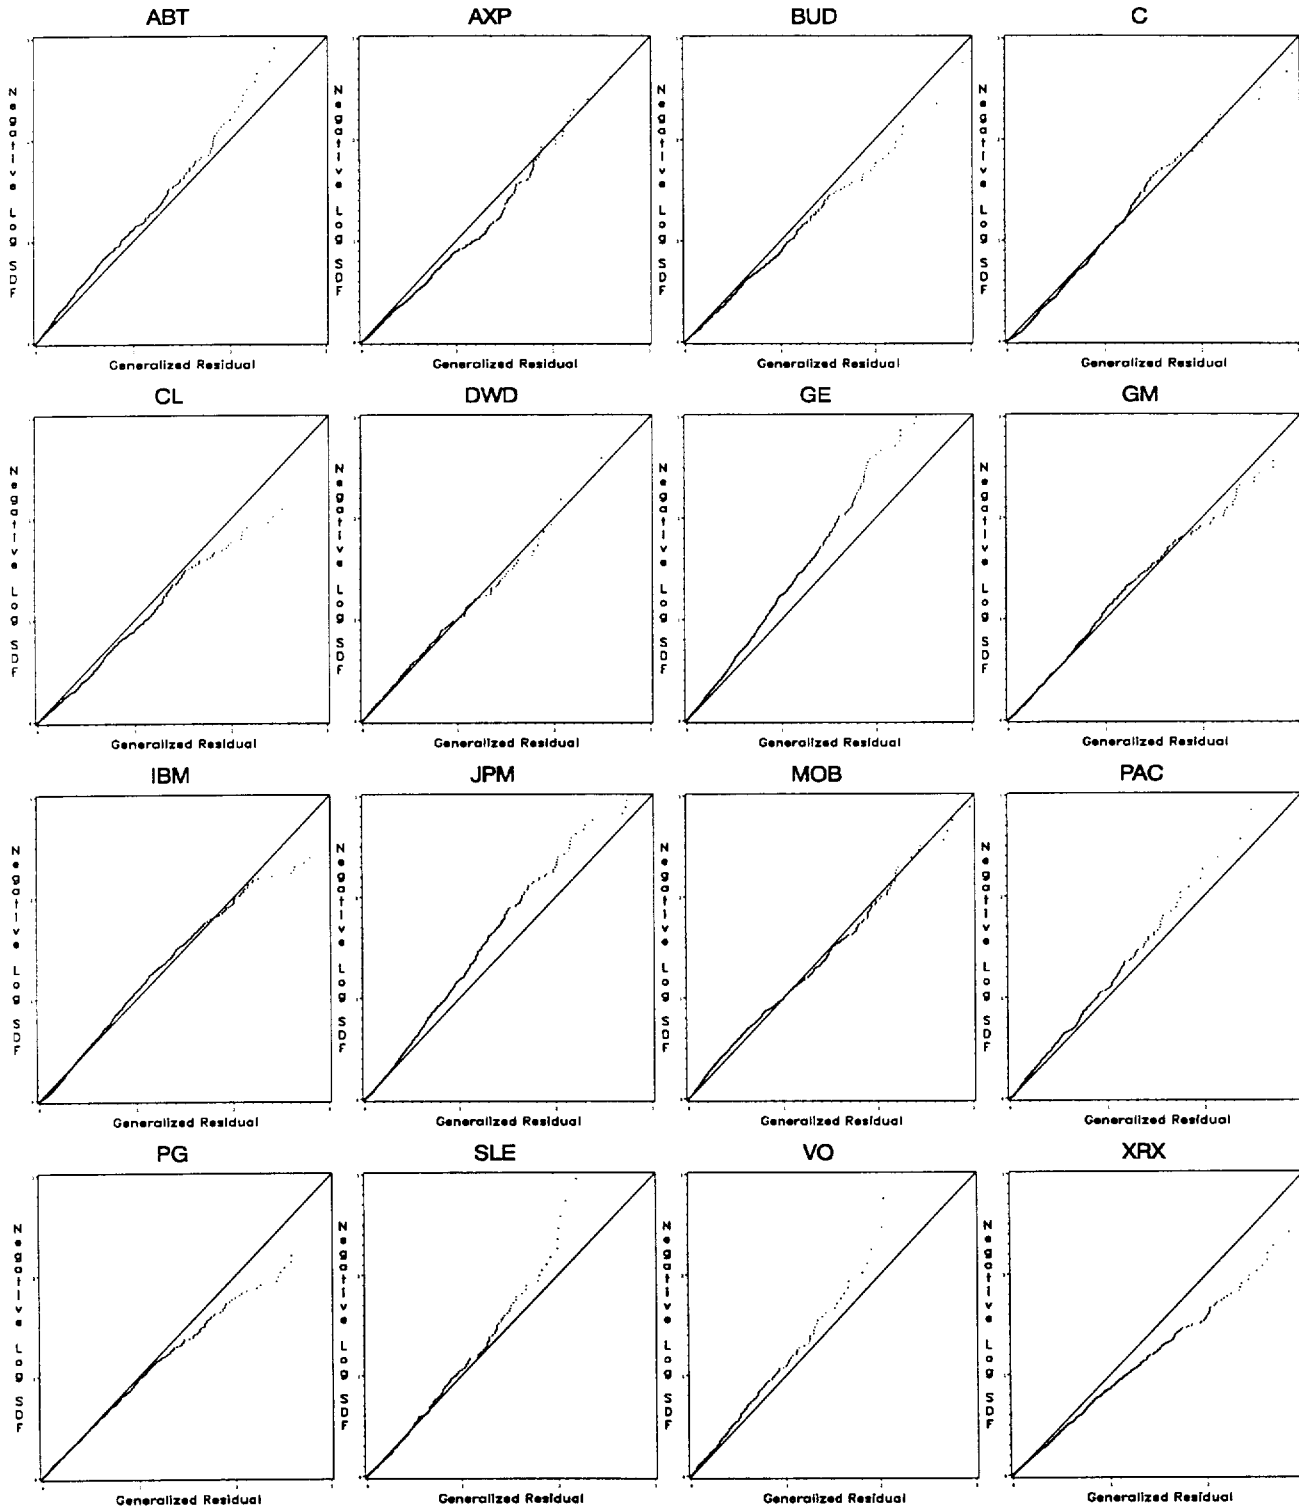 ABT
AXP
BUD
C
Negative Log SDF
Negative Log SDF
Negative Log SDF
Negative Log SDF
Generalized Residual
Generalized Residual
Generalized Residual
Generalized Residual
CL
DWD
GE
GM
Negative Log SDF
Negative Log SDF
Negative Log SDF
Negative Log SDF
Generalized Residual
Generalized Residual
Generalized Residual
Generalized Residual
IBM
JPM
MOB
PAC
Negative Log SDF
Negative Log SDF
Negative Log SDF
Negative Log SDF
Generalized Residual
Generalized Residual
Generalized Residual
Generalized Residual
PG
SLE
VO
XRX
Negative Log SDF
Negative Log SDF
Negative Log SDF
Negative Log SDF
Generalized Residual
Generalized Residual
Generalized Residual
Generalized Residual